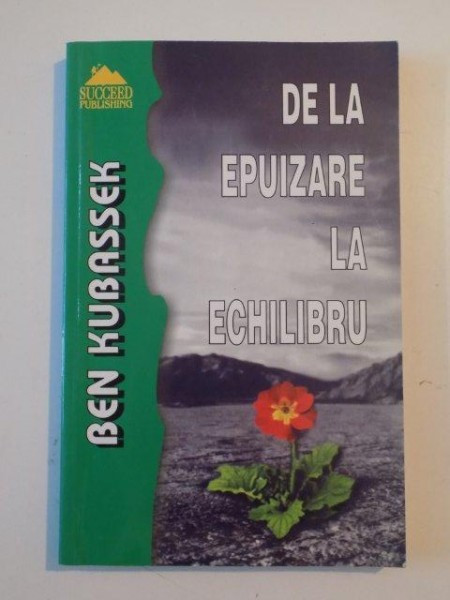 SUCCEED
PUBLISHING
DE LA
EPUIZARE
LA
ECHILIBRU
BEN KUBASSEK